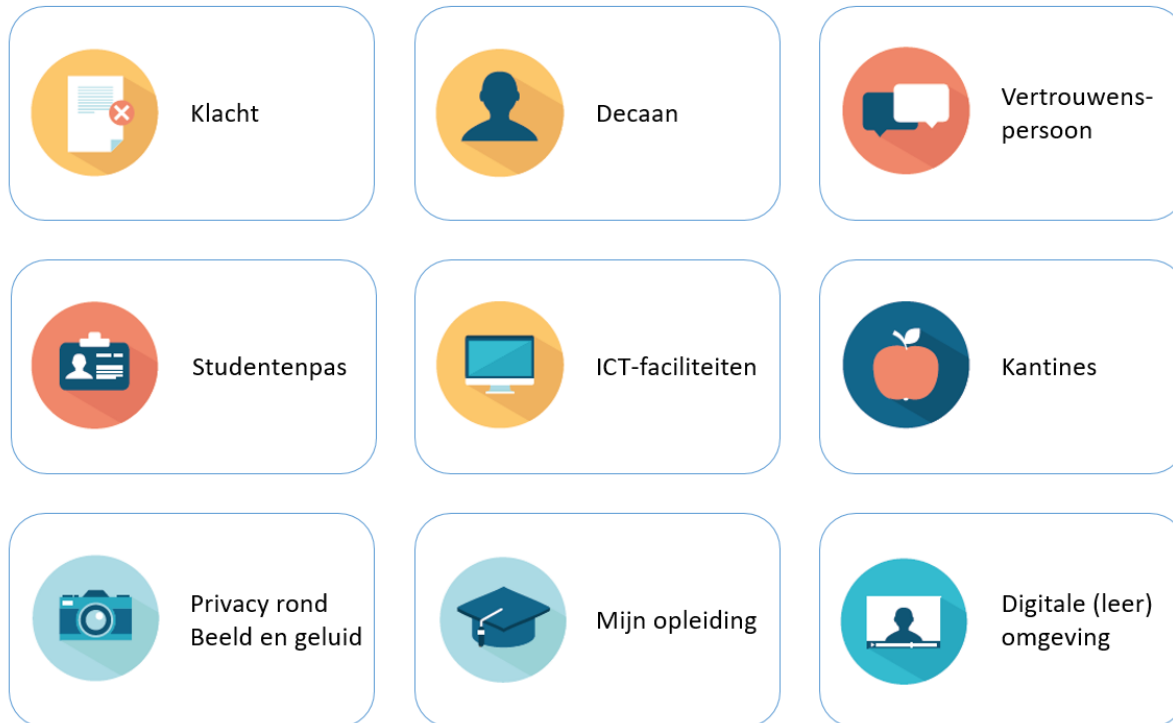 Klacht
Decaan
Vertrouwens-
persoon
Studentenpas
ICT-faciliteiten
Kantines
Privacy rond
Beeld en geluid
Mijn opleiding
Digitale (leer)
omgeving